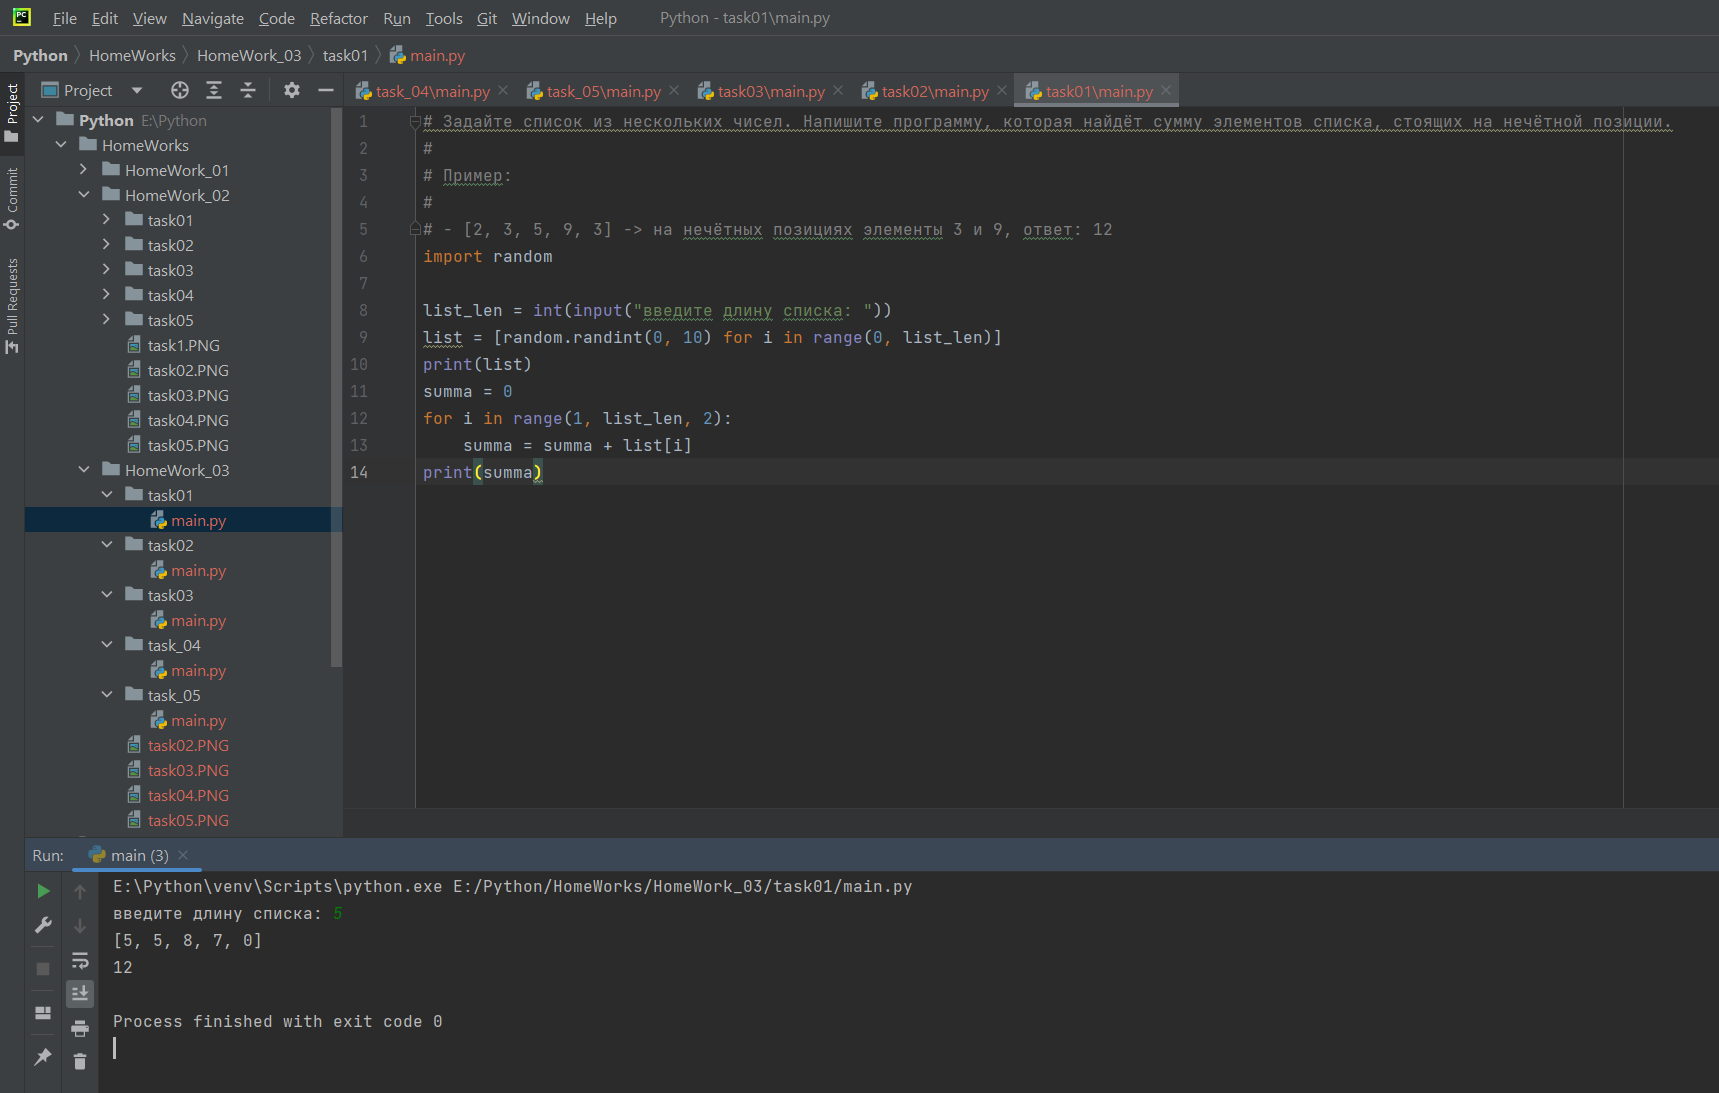 PC
File Edit View Navigate Code Refactor Run Tools Git Window Help Python - task01\main.py
Python HomeWorks HomeWork_03 task01 main.py
Project
Commit
Pull Requests
Project
task_04\main.py task_05\main.py task03\main.py task02\main.py task01\main.py
Python E:\Python
HomeWorks
HomeWork_01
HomeWork_02
task01
task02
task03
task04
task05
task1.PNG
task02.PNG
task03.PNG
task04.PNG
task05.PNG
HomeWork_03
task01
main.py
task02
main.py
task03
main.py
task_04
main.py
task_05
main.py
task02.PNG
task03.PNG
task04.PNG
task05.PNG
1 # Задайте список из нескольких чисел. Напишите программу, которая найдёт сумму элементов списка, стоящих на нечётной позиции.
2 #
3 # Пример:
4 #
5 # - [2, 3, 5, 9, 3] -> на нечётных позициях элементы 3 и 9, ответ: 12
6 import random
7
8 list_len = int(input("введите длину списка: "))
9 list = [random.randint(0, 10) for i in range(0, list_len)]
10 print(list)
11 summa = 0
12 for i in range(1, list_len, 2):
13 summa = summa + list[i]
14 print(summa)
Run: main (3)
E:\Python\venv\Scripts\python.exe E:/Python/HomeWorks/HomeWork_03/task01/main.py
введите длину списка: 5
[5, 5, 8, 7, 0]
12
Process finished with exit code 0